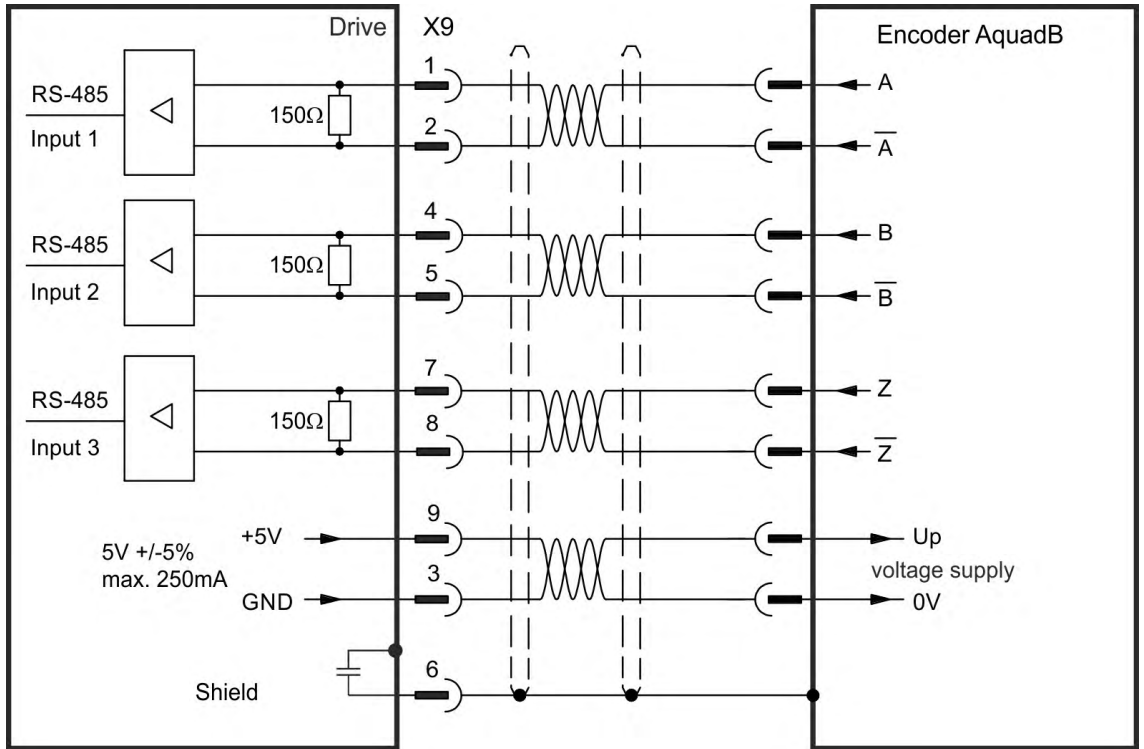 Drive
X9
Encoder AquadB
RS-485
Input 1
150Ω
1
2
A
A̅
RS-485
Input 2
150Ω
4
5
B
B̅
RS-485
Input 3
150Ω
7
8
Z
Z̅
5V +/-5%
max. 250mA
+5V
GND
9
3
Up
voltage supply
0V
Shield
6